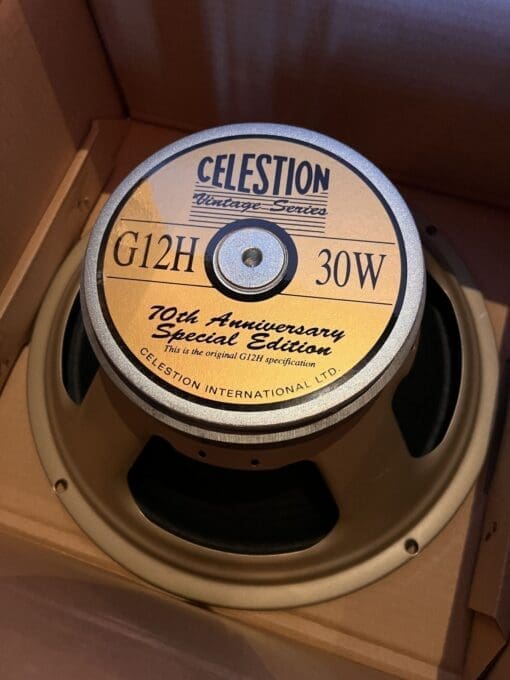 CELESTION
Vintage Series
G12H 30W
70th Anniversary
Special Edition
This is the original G12H specification
CELESTION INTERNATIONAL LTD.